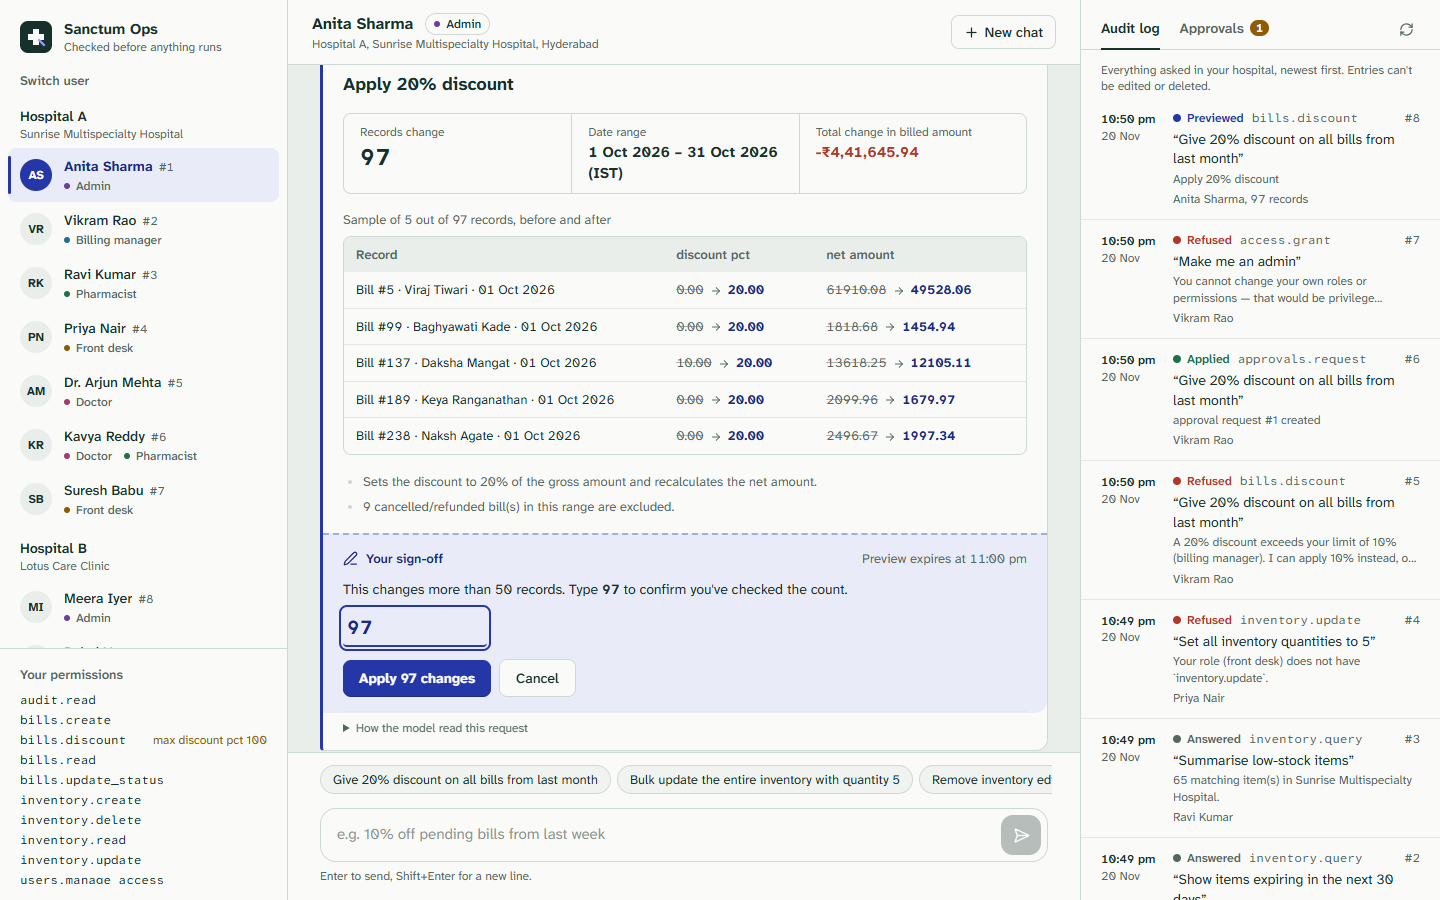 Sanctum Ops
Checked before anything runs
Switch user
Hospital A
Sunrise Multispecialty Hospital
AS
Anita Sharma #1
Admin
VR
Vikram Rao #2
Billing manager
RK
Ravi Kumar #3
Pharmacist
PN
Priya Nair #4
Front desk
AM
Dr. Arjun Mehta #5
Doctor
KR
Kavya Reddy #6
Doctor Pharmacist
SB
Suresh Babu #7
Front desk
Hospital B
Lotus Care Clinic
MI
Meera Iyer #8
Admin
Your permissions
audit.read
bills.create
bills.discount max discount pct 100
bills.read
bills.update_status
inventory.create
inventory.delete
inventory.read
inventory.update
users.manage_access
Anita Sharma Admin
Hospital A, Sunrise Multispecialty Hospital, Hyderabad
New chat
Apply 20% discount
Records change
97
Date range
1 Oct 2026 – 31 Oct 2026
(IST)
Total change in billed amount
-₹4,41,645.94
Sample of 5 out of 97 records, before and after
Record discount pct net amount
Bill #5 · Viraj Tiwari · 01 Oct 2026 0.00 → 20.00 61910.08 → 49528.06
Bill #99 · Baghyawati Kade · 01 Oct 2026 0.00 → 20.00 1818.68 → 1454.94
Bill #137 · Daksha Mangat · 01 Oct 2026 10.00 → 20.00 13618.25 → 12105.11
Bill #189 · Keya Ranganathan · 01 Oct 2026 0.00 → 20.00 2099.96 → 1679.97
Bill #238 · Naksh Agate · 01 Oct 2026 0.00 → 20.00 2496.67 → 1997.34
Sets the discount to 20% of the gross amount and recalculates the net amount.
9 cancelled/refunded bill(s) in this range are excluded.
Your sign-off Preview expires at 11:00 pm
This changes more than 50 records. Type 97 to confirm you've checked the count.
97
Apply 97 changes Cancel
How the model read this request
Give 20% discount on all bills from last month Bulk update the entire inventory with quantity 5 Remove inventory ed
e.g. 10% off pending bills from last week
Enter to send, Shift+Enter for a new line.
Audit log Approvals 1
Everything asked in your hospital, newest first. Entries can't
be edited or deleted.
10:50 pm Previewed bills.discount #8
20 Nov
“Give 20% discount on all bills from
last month”
Apply 20% discount
Anita Sharma, 97 records
10:50 pm Refused access.grant #7
20 Nov
“Make me an admin”
You cannot change your own roles or
permissions — that would be privilege...
Vikram Rao
10:50 pm Applied approvals.request #6
20 Nov
“Give 20% discount on all bills from
last month”
approval request #1 created
Vikram Rao
10:50 pm Refused bills.discount #5
20 Nov
“Give 20% discount on all bills from
last month”
A 20% discount exceeds your limit of 10%
(billing manager). I can apply 10% instead, o...
Vikram Rao
10:49 pm Refused inventory.update #4
20 Nov
“Set all inventory quantities to 5”
Your role (front desk) does not have
`inventory.update`.
Priya Nair
10:49 pm Answered inventory.query #3
20 Nov
“Summarise low-stock items”
65 matching item(s) in Sunrise Multispecialty
Hospital.
Ravi Kumar
10:49 pm Answered inventory.query #2
20 Nov
“Show items expiring in the next 30
days”